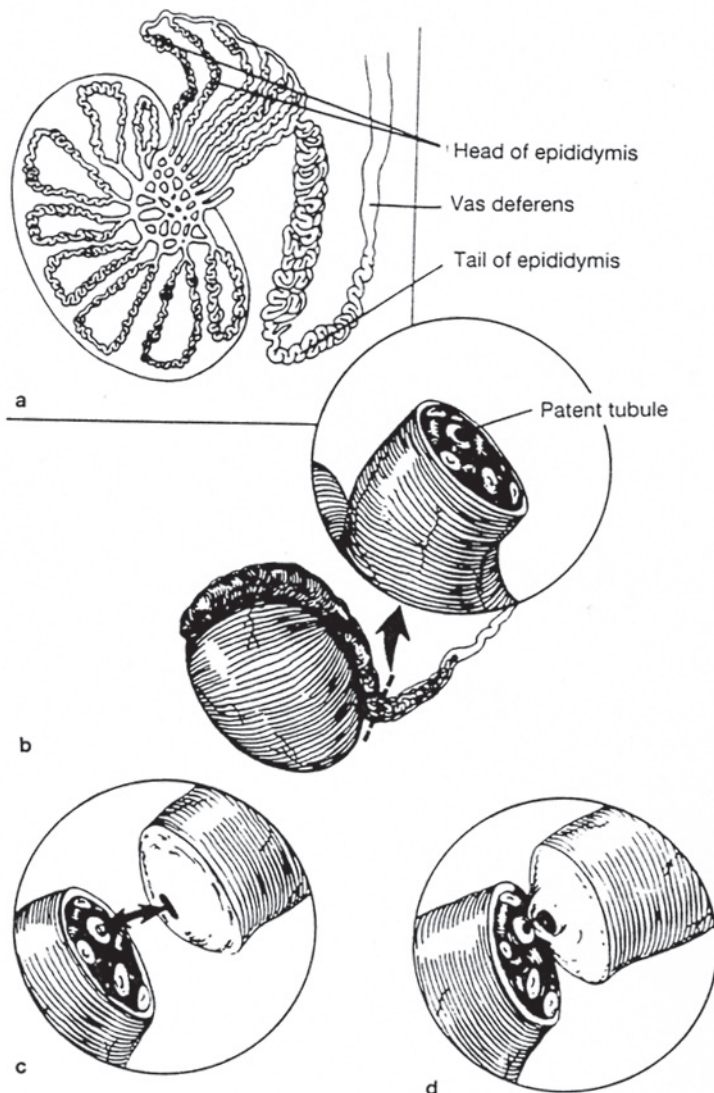 Head of epididymis
Vas deferens
Tail of epididymis
a
Patent tubule
b
c
d